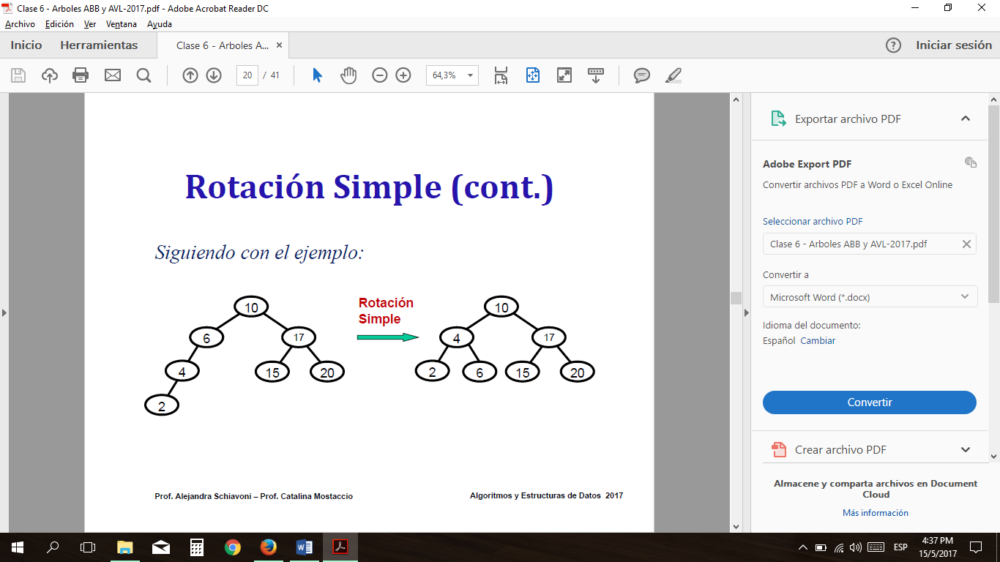 Clase 6 - Arboles ABB y AVL-2017.pdf - Adobe Acrobat Reader DC
Archivo Edición Ver Ventana Ayuda
Inicio Herramientas Clase 6 - Arboles A... × ? Iniciar sesión
20 / 41 64,3%
Rotación Simple (cont.)
Siguiendo con el ejemplo:
Rotación
Simple
10
6 17
4 15 20
2
10
4 17
2 6 15 20
Prof. Alejandra Schiavoni – Prof. Catalina Mostaccio
Algoritmos y Estructuras de Datos 2017
Exportar archivo PDF
Adobe Export PDF
Convertir archivos PDF a Word o Excel Online
Seleccionar archivo PDF
Clase 6 - Arboles ABB y AVL-2017.pdf
Convertir a
Microsoft Word (*.docx)
Idioma del documento:
Español Cambiar
Convertir
Crear archivo PDF
Almacene y comparta archivos en Document
Cloud
Más información
ESP
4:37 PM
15/5/2017